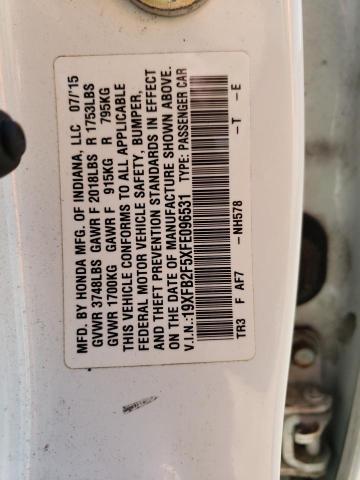 MFD. BY HONDA MFG. OF INDIANA, LLC 07/'15
GVWR 3748LBS GAWR F 2018LBS R 1753LBS
GVWR 1700KG GAWR F 915KG R 795KG
THIS VEHICLE CONFORMS TO ALL APPLICABLE
FEDERAL MOTOR VEHICLE SAFETY, BUMPER,
AND THEFT PREVENTION STANDARDS IN EFFECT
ON THE DATE OF MANUFACTURE SHOWN ABOVE.
V.I.N.:19XFB2F5XFE096531 TYPE: PASSENGER CAR
TR3 F AF7 -NH578 -T -E